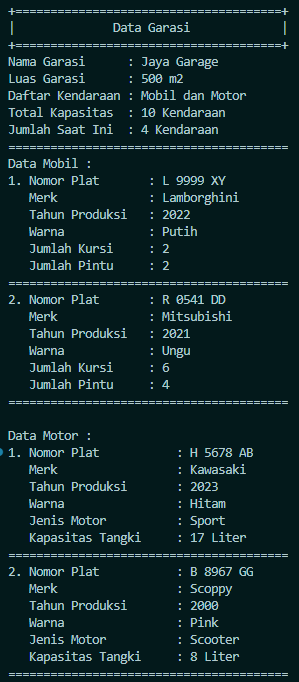 +======================================+
|              Data Garasi             |
+======================================+
Nama Garasi      : Jaya Garage
Luas Garasi      : 500 m2
Daftar Kendaraan : Mobil dan Motor
Total Kapasitas  : 10 Kendaraan
Jumlah Saat Ini  : 4 Kendaraan
========================================
Data Mobil :
1. Nomor Plat       : L 9999 XY
   Merk             : Lamborghini
   Tahun Produksi   : 2022
   Warna            : Putih
   Jumlah Kursi     : 2
   Jumlah Pintu     : 2
========================================
2. Nomor Plat       : R 0541 DD
   Merk             : Mitsubishi
   Tahun Produksi   : 2021
   Warna            : Ungu
   Jumlah Kursi     : 6
   Jumlah Pintu     : 4
========================================

Data Motor :
1. Nomor Plat           : H 5678 AB
   Merk                 : Kawasaki
   Tahun Produksi       : 2023
   Warna                : Hitam
   Jenis Motor          : Sport
   Kapasitas Tangki     : 17 Liter
========================================
2. Nomor Plat           : B 8967 GG
   Merk                 : Scoppy
   Tahun Produksi       : 2000
   Warna                : Pink
   Jenis Motor          : Scooter
   Kapasitas Tangki     : 8 Liter
========================================